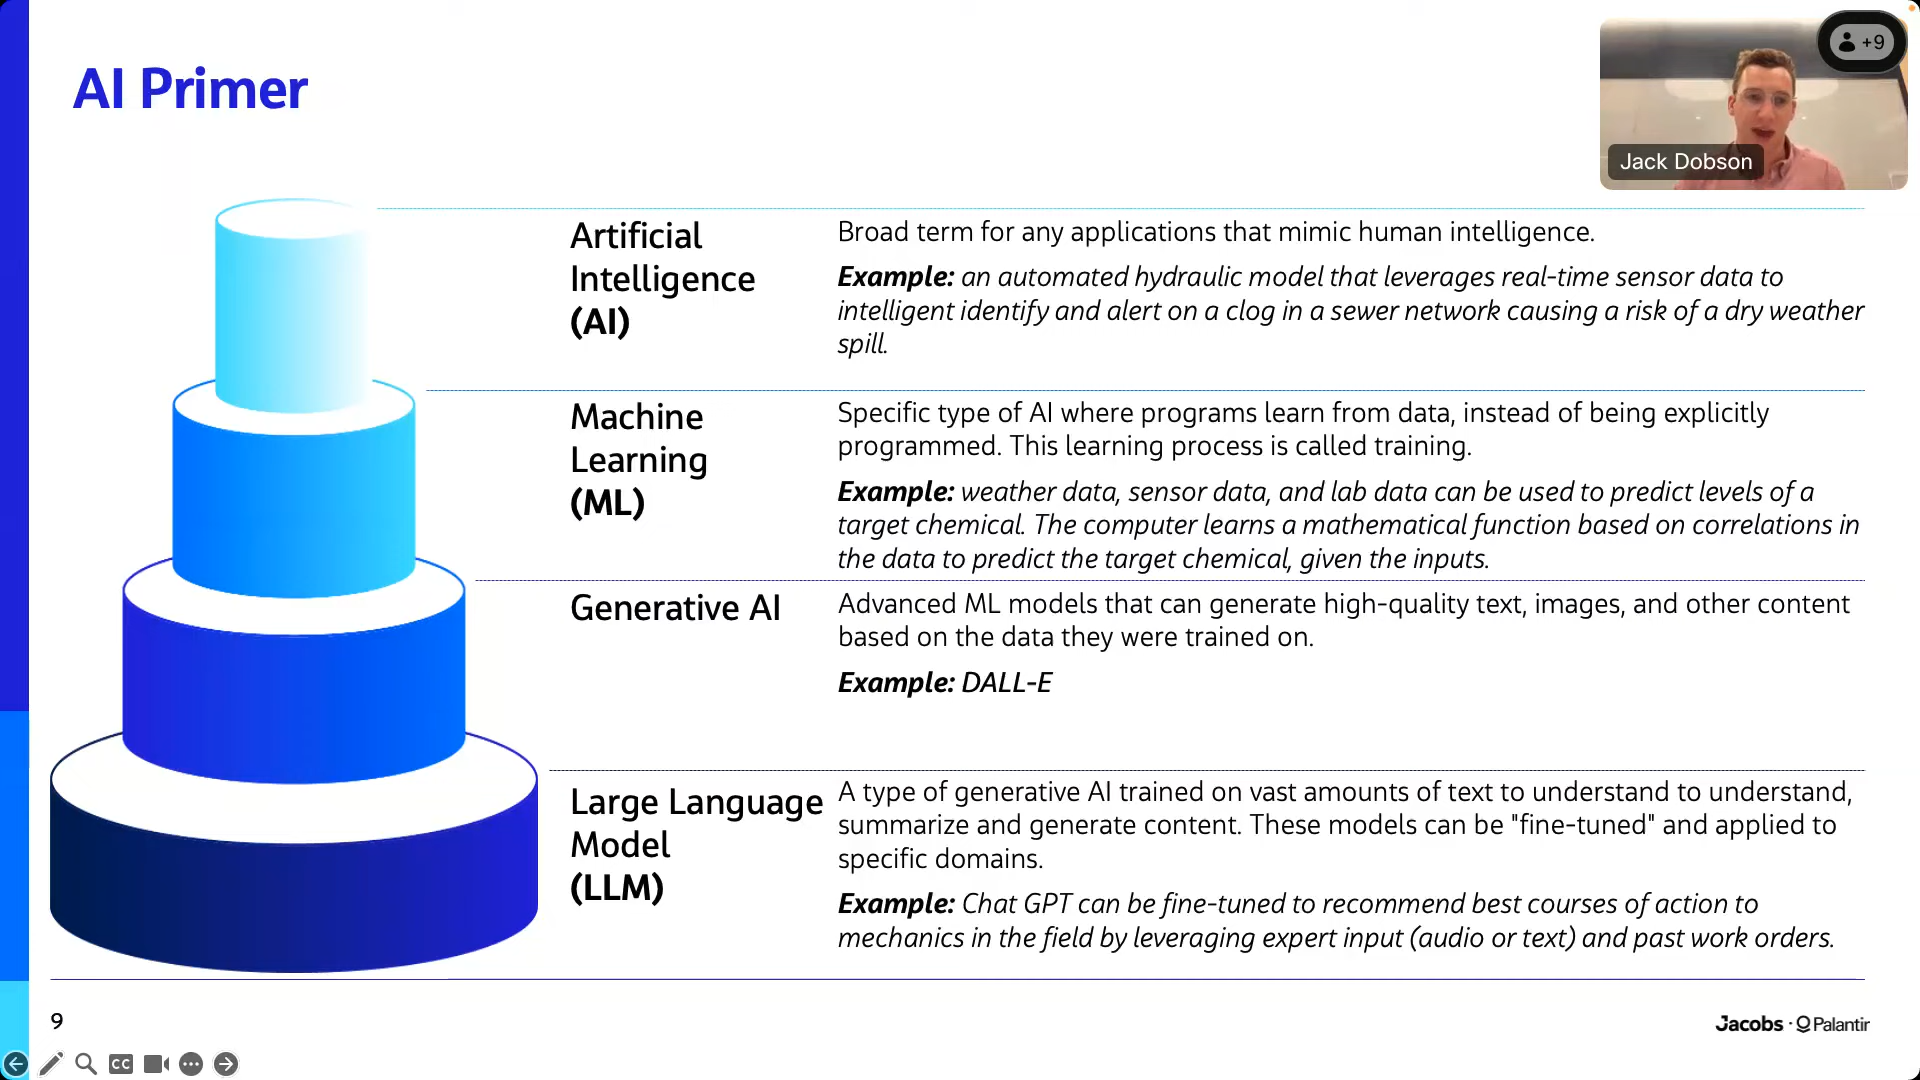 AI Primer
+9
Jack Dobson
Artificial
Intelligence
(AI)
Broad term for any applications that mimic human intelligence.
Example: an automated hydraulic model that leverages real-time sensor data to
intelligent identify and alert on a clog in a sewer network causing a risk of a dry weather
spill.
Machine
Learning
(ML)
Specific type of AI where programs learn from data, instead of being explicitly
programmed. This learning process is called training.
Example: weather data, sensor data, and lab data can be used to predict levels of a
target chemical. The computer learns a mathematical function based on correlations in
the data to predict the target chemical, given the inputs.
Generative AI
Advanced ML models that can generate high-quality text, images, and other content
based on the data they were trained on.
Example: DALL-E
Large Language
Model
(LLM)
A type of generative AI trained on vast amounts of text to understand to understand,
summarize and generate content. These models can be "fine-tuned" and applied to
specific domains.
Example: Chat GPT can be fine-tuned to recommend best courses of action to
mechanics in the field by leveraging expert input (audio or text) and past work orders.
9
Jacobs · Palantir
CC